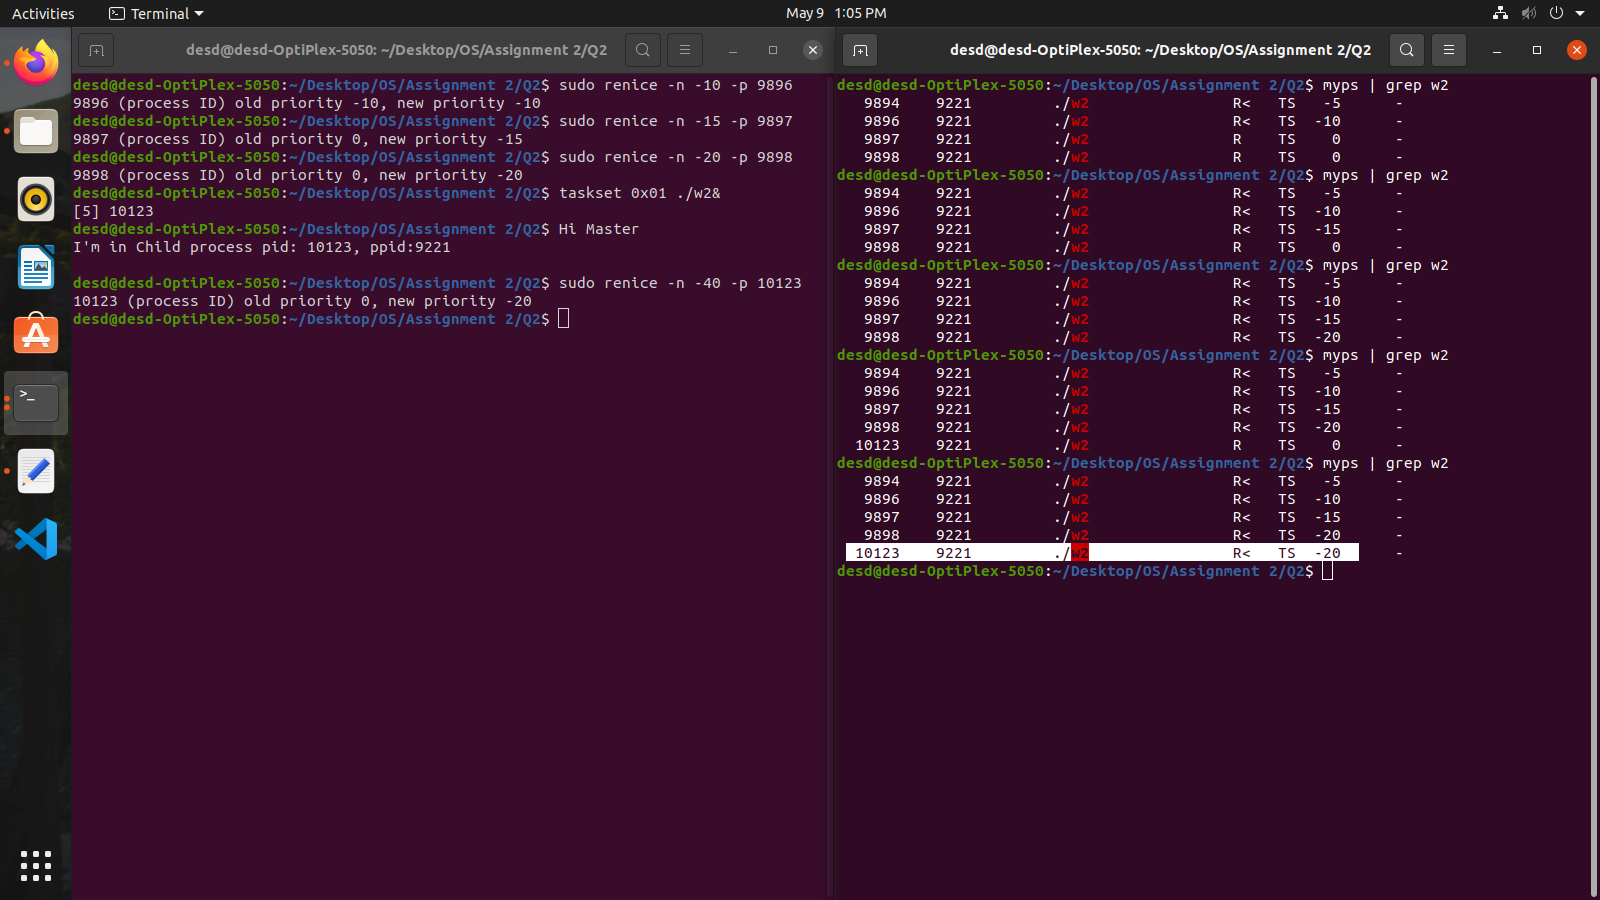 Activities
Terminal
May 9 1:05 PM
desd@desd-OptiPlex-5050: ~/Desktop/OS/Assignment 2/Q2
desd@desd-OptiPlex-5050:~/Desktop/OS/Assignment 2/Q2$ sudo renice -n -10 -p 9896
9896 (process ID) old priority -10, new priority -10
desd@desd-OptiPlex-5050:~/Desktop/OS/Assignment 2/Q2$ sudo renice -n -15 -p 9897
9897 (process ID) old priority 0, new priority -15
desd@desd-OptiPlex-5050:~/Desktop/OS/Assignment 2/Q2$ sudo renice -n -20 -p 9898
9898 (process ID) old priority 0, new priority -20
desd@desd-OptiPlex-5050:~/Desktop/OS/Assignment 2/Q2$ taskset 0x01 ./w2&
[5] 10123
desd@desd-OptiPlex-5050:~/Desktop/OS/Assignment 2/Q2$ Hi Master
I'm in Child process pid: 10123, ppid:9221
desd@desd-OptiPlex-5050:~/Desktop/OS/Assignment 2/Q2$ sudo renice -n -40 -p 10123
10123 (process ID) old priority 0, new priority -20
desd@desd-OptiPlex-5050:~/Desktop/OS/Assignment 2/Q2$
desd@desd-OptiPlex-5050: ~/Desktop/OS/Assignment 2/Q2
desd@desd-OptiPlex-5050:~/Desktop/OS/Assignment 2/Q2$ myps | grep w2
9894 9221 ./w2 R< TS -5 -
9896 9221 ./w2 R< TS -10 -
9897 9221 ./w2 R TS 0 -
9898 9221 ./w2 R TS 0 -
desd@desd-OptiPlex-5050:~/Desktop/OS/Assignment 2/Q2$ myps | grep w2
9894 9221 ./w2 R< TS -5 -
9896 9221 ./w2 R< TS -10 -
9897 9221 ./w2 R< TS -15 -
9898 9221 ./w2 R TS 0 -
desd@desd-OptiPlex-5050:~/Desktop/OS/Assignment 2/Q2$ myps | grep w2
9894 9221 ./w2 R< TS -5 -
9896 9221 ./w2 R< TS -10 -
9897 9221 ./w2 R< TS -15 -
9898 9221 ./w2 R< TS -20 -
desd@desd-OptiPlex-5050:~/Desktop/OS/Assignment 2/Q2$ myps | grep w2
9894 9221 ./w2 R< TS -5 -
9896 9221 ./w2 R< TS -10 -
9897 9221 ./w2 R< TS -15 -
9898 9221 ./w2 R< TS -20 -
10123 9221 ./w2 R TS 0 -
desd@desd-OptiPlex-5050:~/Desktop/OS/Assignment 2/Q2$ myps | grep w2
9894 9221 ./w2 R< TS -5 -
9896 9221 ./w2 R< TS -10 -
9897 9221 ./w2 R< TS -15 -
9898 9221 ./w2 R< TS -20 -
10123 9221 ./w2 R< TS -20 -
desd@desd-OptiPlex-5050:~/Desktop/OS/Assignment 2/Q2$